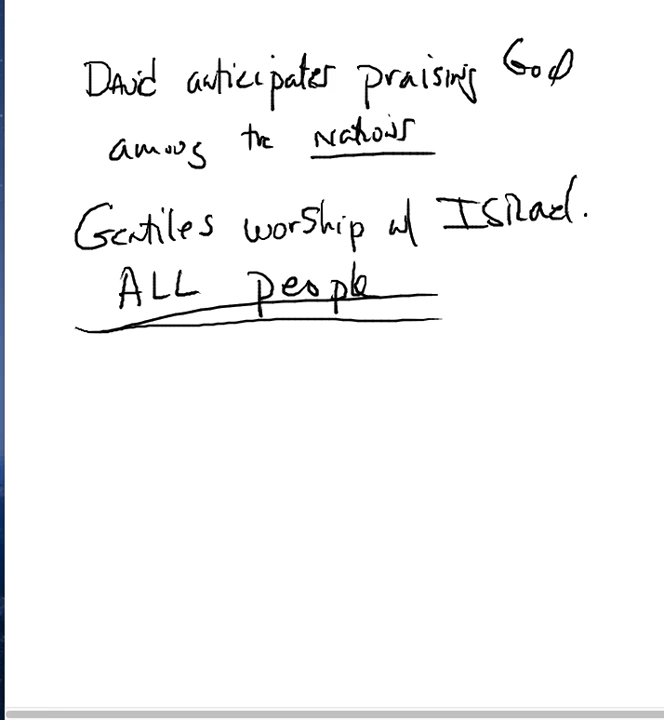 David anticipates praising God
among the Nations
Gentiles worship w/ ISRael.
ALL people